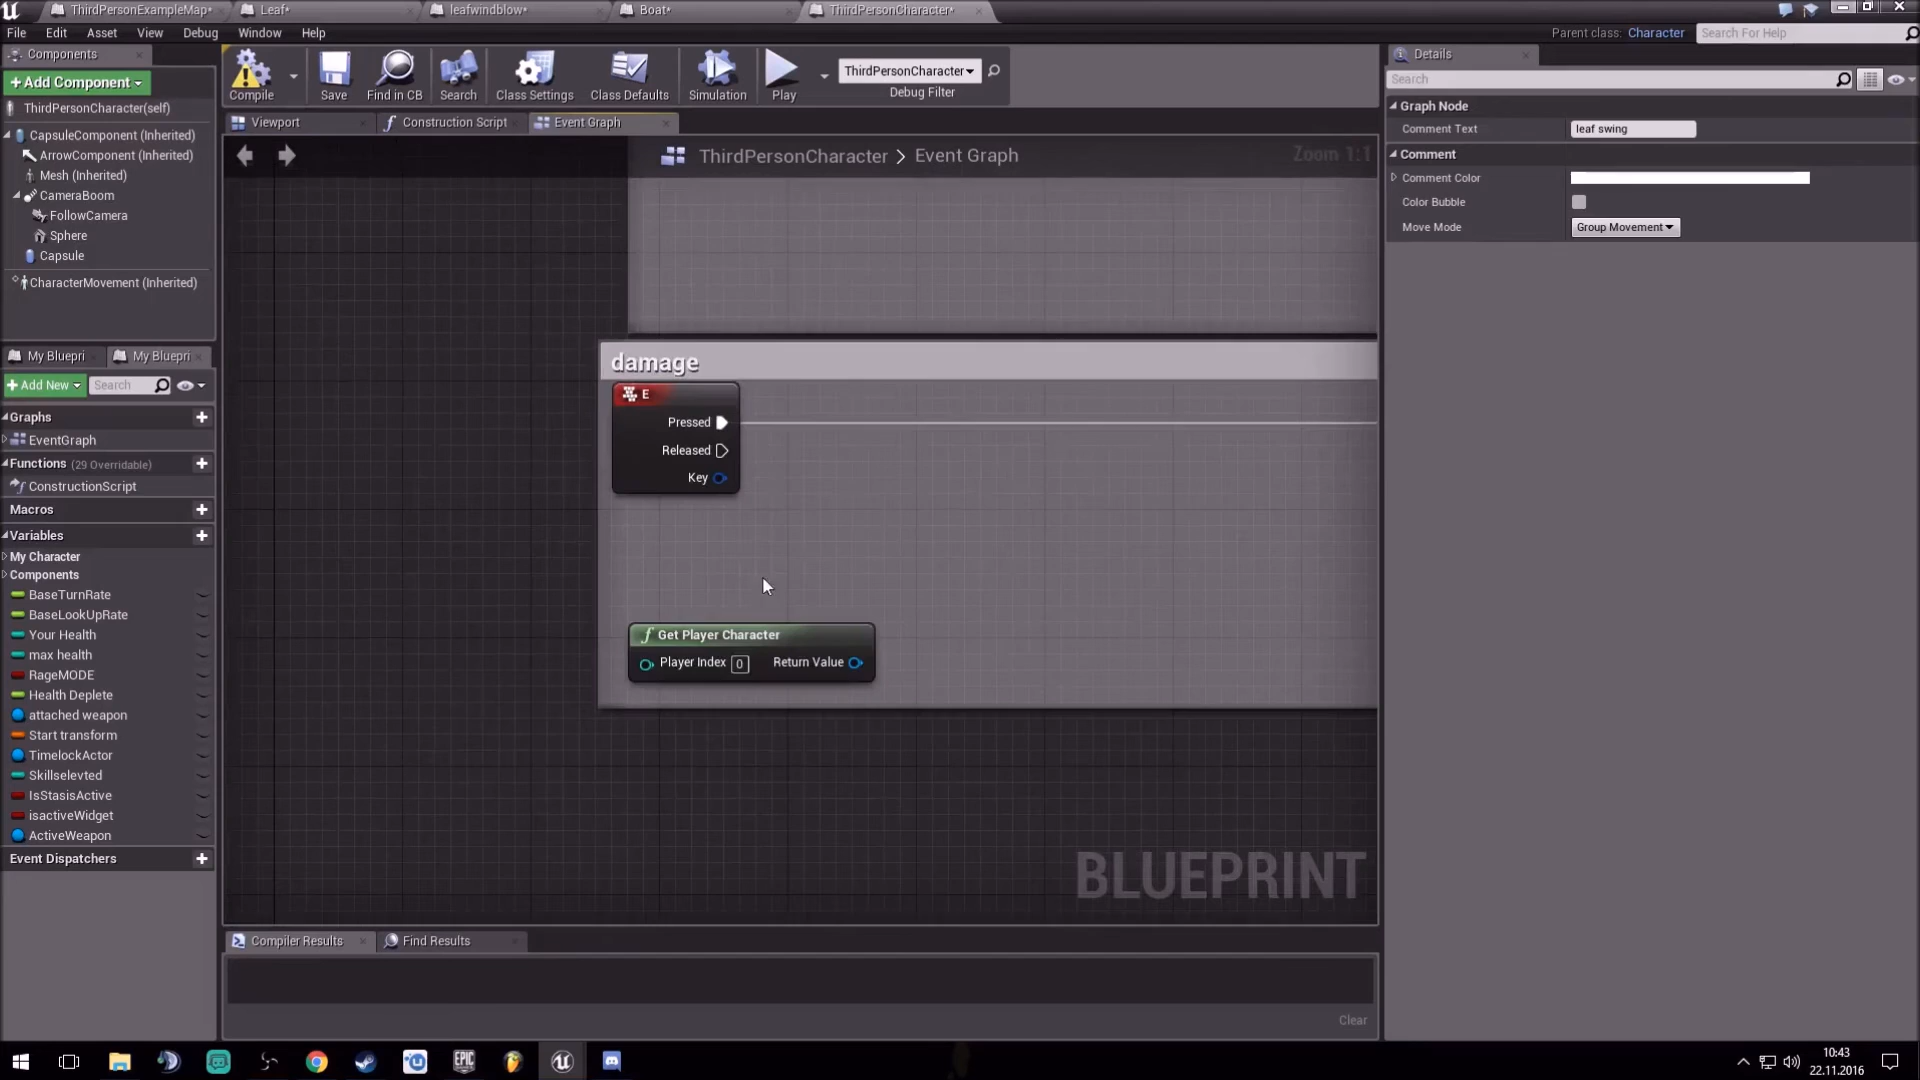 ThirdPersonExampleMap*
Leaf*
leafwindblow*
Boat*
ThirdPersonCharacter*
File Edit Asset View Debug Window Help
Parent class: Character
Search For Help
Components
+Add Component
ThirdPersonCharacter(self)
CapsuleComponent (Inherited)
ArrowComponent (Inherited)
Mesh (Inherited)
CameraBoom
FollowCamera
Sphere
Capsule
CharacterMovement (Inherited)
Compile
Save
Find in CB
Search
Class Settings
Class Defaults
Simulation
Play
ThirdPersonCharacter
Debug Filter
Viewport
Construction Script
Event Graph
ThirdPersonCharacter > Event Graph
Zoom 1:1
damage
E
Pressed
Released
Key
Get Player Character
Player Index 0 Return Value
BLUEPRINT
My Bluepri
My Bluepri
+Add New
Search
Graphs
EventGraph
Functions (29 Overridable)
ConstructionScript
Macros
Variables
My Character
Components
BaseTurnRate
BaseLookUpRate
Your Health
max health
RageMODE
Health Deplete
attached weapon
Start transform
TimelockActor
Skillselevted
IsStasisActive
isactiveWidget
ActiveWeapon
Event Dispatchers
Compiler Results
Find Results
Clear
Details
Search
Graph Node
Comment Text leaf swing
Comment
Comment Color
Color Bubble
Move Mode Group Movement
EPIC
10:43
22.11.2016